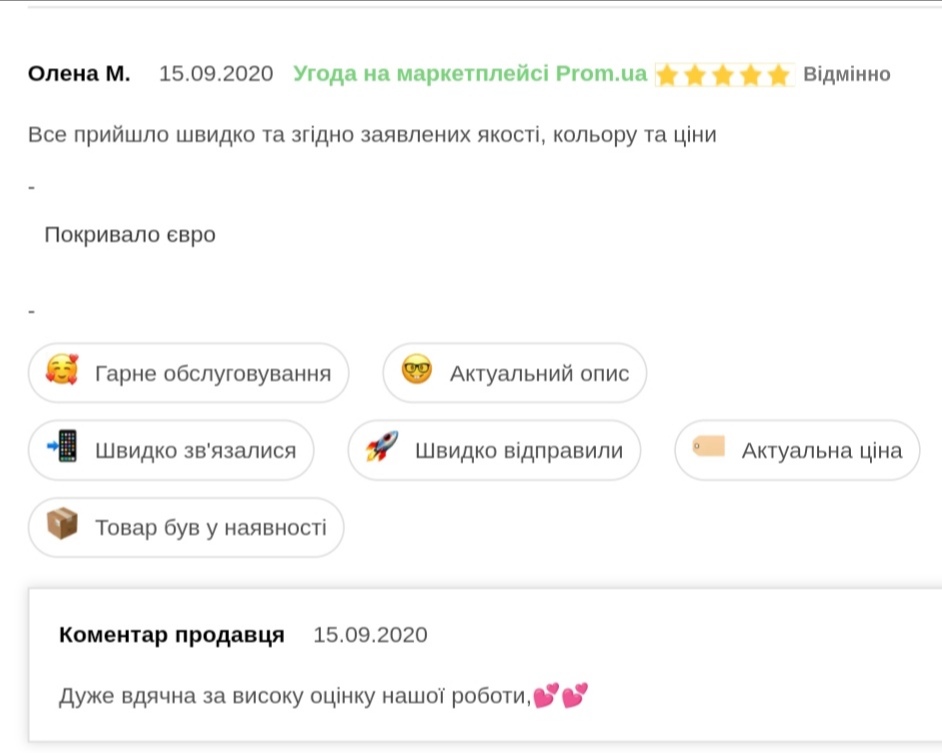 Олена М. 15.09.2020 Угода на маркетплейсі Prom.ua Відмінно
Все прийшло швидко та згідно заявлених якості, кольору та ціни
-
Покривало євро
-
Гарне обслуговування Актуальний опис
Швидко зв'язалися Швидко відправили Актуальна ціна
Товар був у наявності
Коментар продавця 15.09.2020
Дуже вдячна за високу оцінку нашої роботи,💕💕